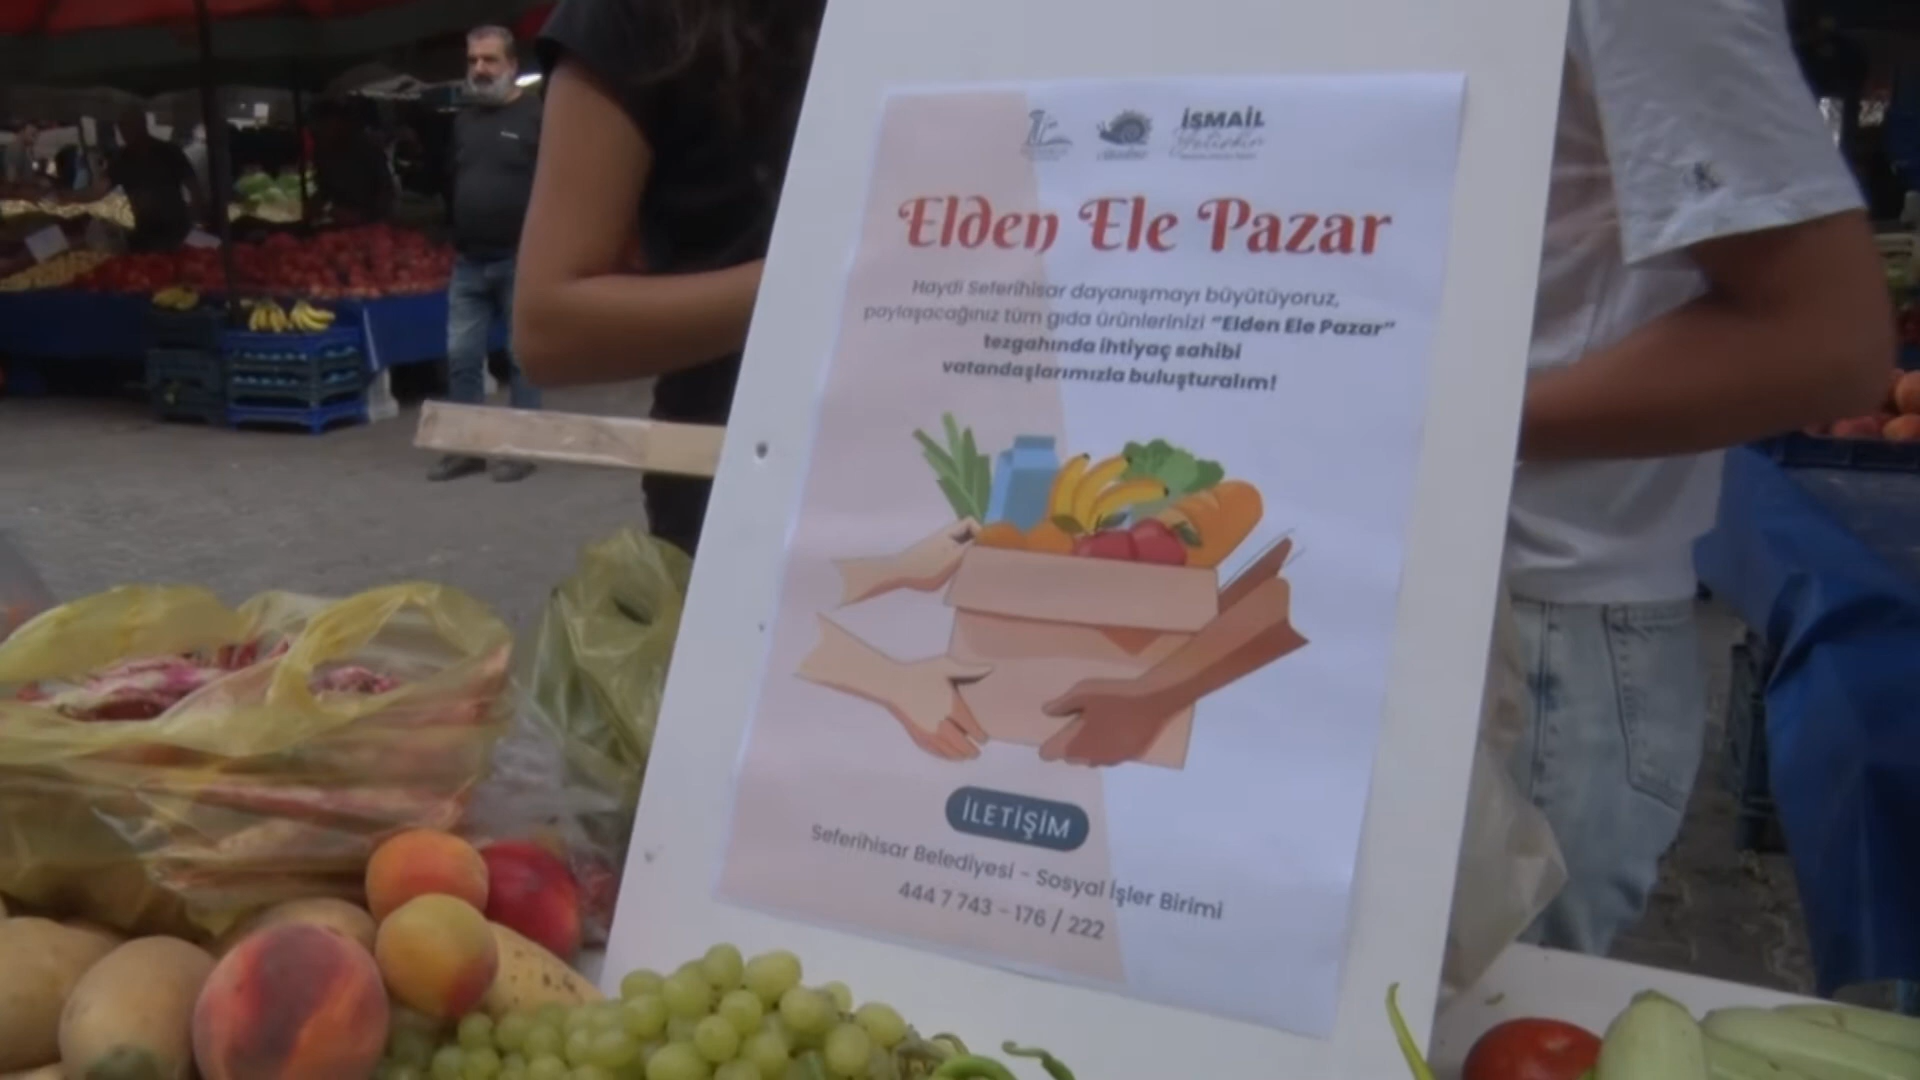 İSMAİL
Yetişkin
Elden Ele Pazar
Haydi Seferihisar dayanışmayı büyütüyoruz,
paylaşacağınız tüm gıda ürünlerinizi “Elden Ele Pazar”
tezgahında ihtiyaç sahibi
vatandaşlarımızla buluşturalım!
İLETİŞİM
Seferihisar Belediyesi - Sosyal İşler Birimi
444 7 743 - 176 / 222